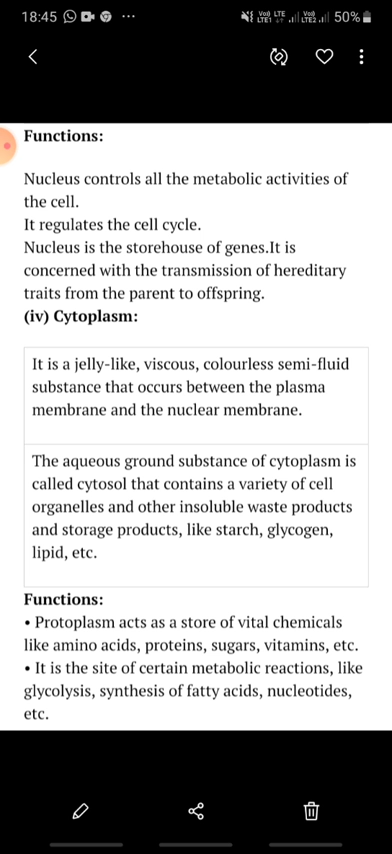 18:45
Vo)) LTE
LTE1
Vo))
LTE2
50%
Functions:
Nucleus controls all the metabolic activities of
the cell.
It regulates the cell cycle.
Nucleus is the storehouse of genes.It is
concerned with the transmission of hereditary
traits from the parent to offspring.
(iv) Cytoplasm:
It is a jelly-like, viscous, colourless semi-fluid
substance that occurs between the plasma
membrane and the nuclear membrane.
The aqueous ground substance of cytoplasm is
called cytosol that contains a variety of cell
organelles and other insoluble waste products
and storage products, like starch, glycogen,
lipid, etc.
Functions:
• Protoplasm acts as a store of vital chemicals
like amino acids, proteins, sugars, vitamins, etc.
• It is the site of certain metabolic reactions, like
glycolysis, synthesis of fatty acids, nucleotides,
etc.